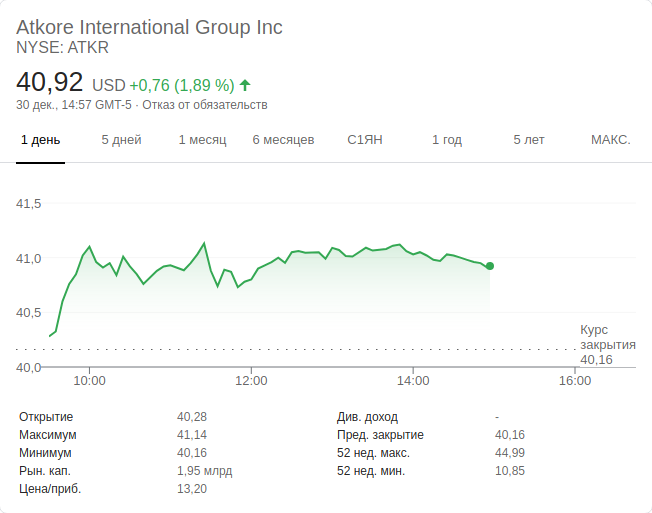 Atkore International Group Inc
NYSE: ATKR
40,92 USD +0,76 (1,89 %)
30 дек., 14:57 GMT-5 · Отказ от обязательств
1 день 5 дней 1 месяц 6 месяцев С1ЯН 1 год 5 лет МАКС.
41,5
41,0
40,5
40,0
Курс
закрытия
40,16
10:00 12:00 14:00 16:00
Открытие 40,28 Див. доход -
Максимум 41,14 Пред. закрытие 40,16
Минимум 40,16 52 нед. макс. 44,99
Рын. кап. 1,95 млрд 52 нед. мин. 10,85
Цена/приб. 13,20